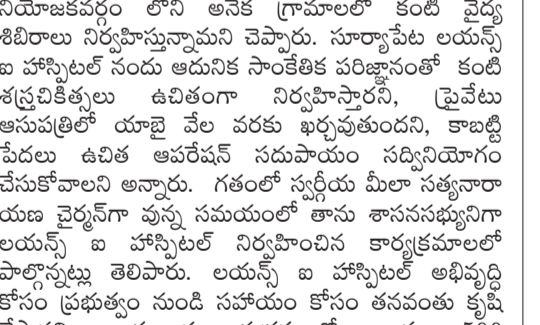 నియోజకవర్గం లోని అనేక గ్రామాలలో కంటి వైద్య
శిబిరాలు నిర్వహిస్తున్నామని చెప్పారు. సూర్యాపేట లయన్స్
ఐ హాస్పిటల్ నందు ఆదునిక సాంకేతిక పరిజ్ఞానంతో కంటి
శస్త్రచికిత్సలు ఉచితంగా నిర్వహిస్తారని, ప్రైవేటు
ఆసుపత్రిలో యాబై వేల వరకు ఖర్చవుతుందని, కాబట్టి
పేదలు ఉచిత ఆపరేషన్ సదుపాయం సద్వినియోగం
చేసుకోవాలని అన్నారు. గతంలో స్వర్గీయ మీలా సత్యనారా
యణ చైర్మన్‌గా వున్న సమయంలో తాను శాసనసభ్యునిగా
లయన్స్ ఐ హాస్పిటల్ నిర్వహించిన కార్యక్రమాలలో
పాల్గొన్నట్లు తెలిపారు. లయన్స్ ఐ హాస్పిటల్ అభివృద్ధి
కోసం ప్రభుత్వం నుండి సహాయం కోసం తనవంతు కృషి